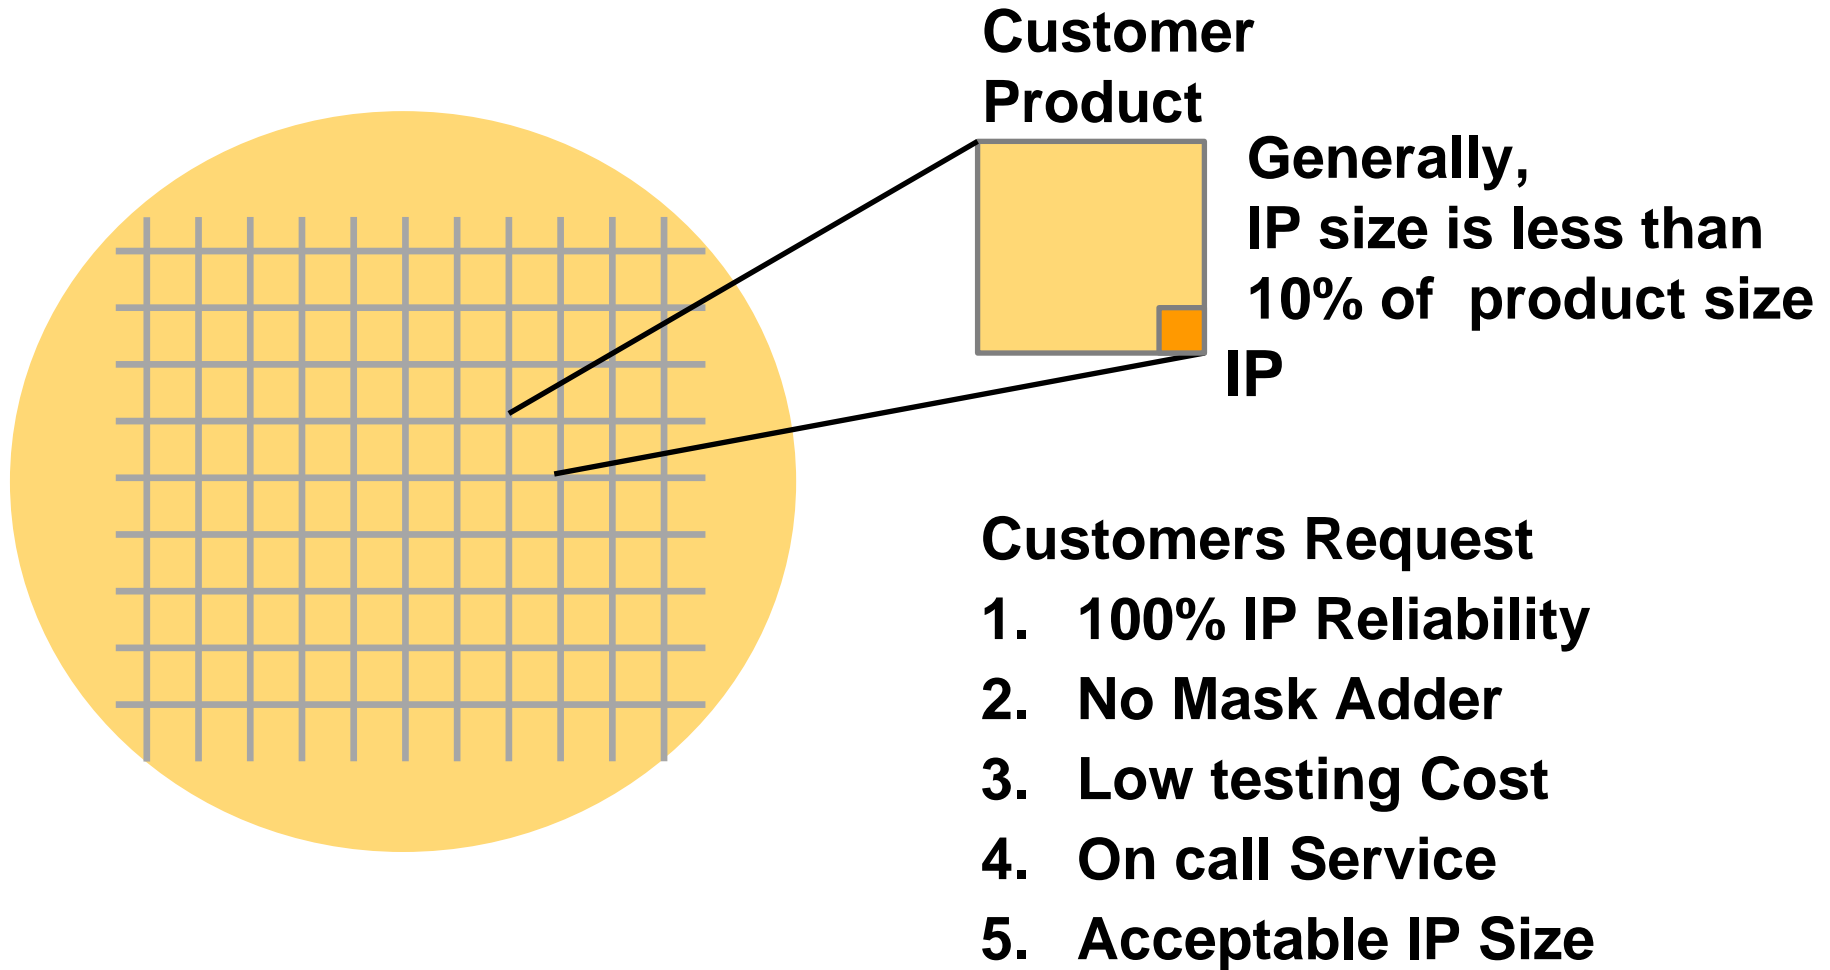 Customer
Product
Generally,
IP size is less than
10% of product size
IP
Customers Request
1. 100% IP Reliability
2. No Mask Adder
3. Low testing Cost
4. On call Service
5. Acceptable IP Size